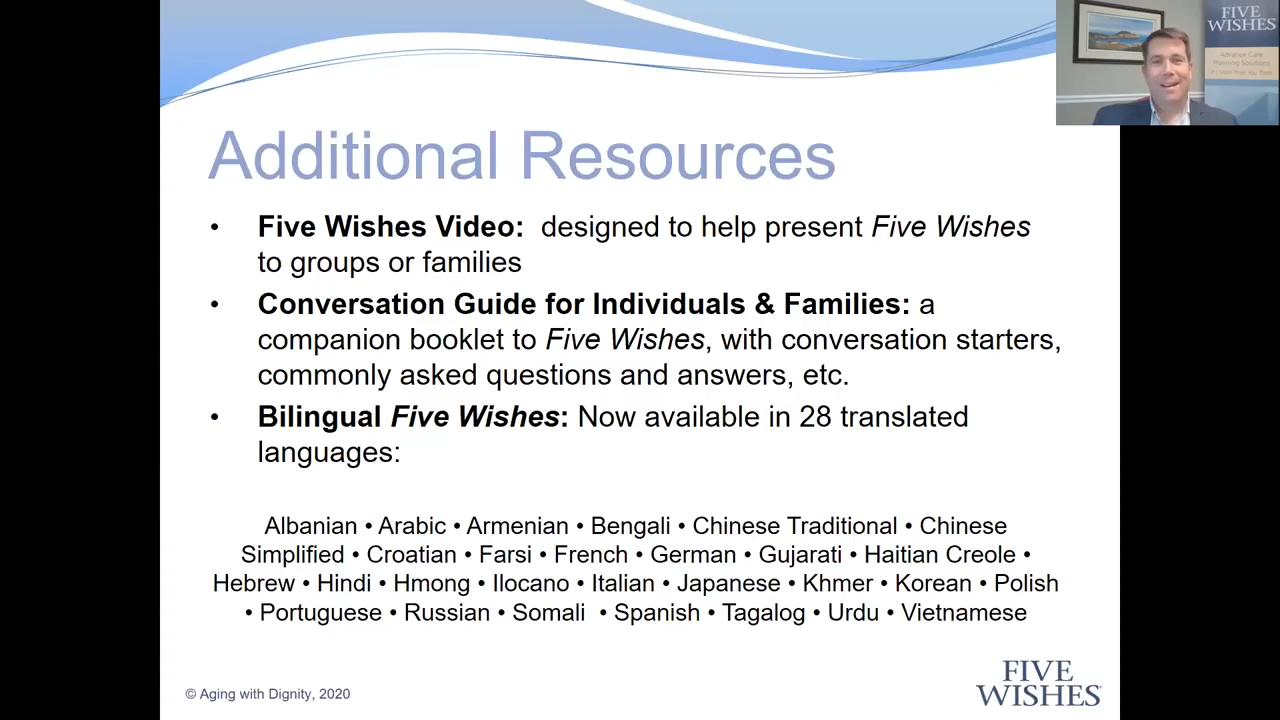 FIVE
WISHES
Advance Care
Planning Solutions
Additional Resources
• Five Wishes Video: designed to help present Five Wishes
to groups or families
• Conversation Guide for Individuals & Families: a
companion booklet to Five Wishes, with conversation starters,
commonly asked questions and answers, etc.
• Bilingual Five Wishes: Now available in 28 translated
languages:
Albanian • Arabic • Armenian • Bengali • Chinese Traditional • Chinese
Simplified • Croatian • Farsi • French • German • Gujarati • Haitian Creole •
Hebrew • Hindi • Hmong • Ilocano • Italian • Japanese • Khmer • Korean • Polish
• Portuguese • Russian • Somali • Spanish • Tagalog • Urdu • Vietnamese
© Aging with Dignity, 2020
FIVE
WISHES